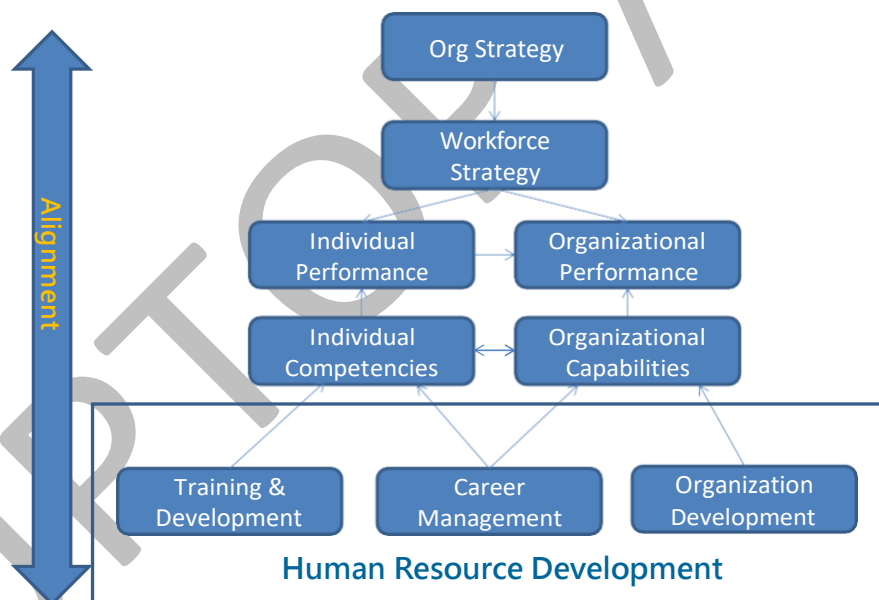 Org Strategy
Workforce
Strategy
Alignment
Individual
Performance
Organizational
Performance
Individual
Competencies
Organizational
Capabilities
Training &
Development
Career
Management
Organization
Development
Human Resource Development